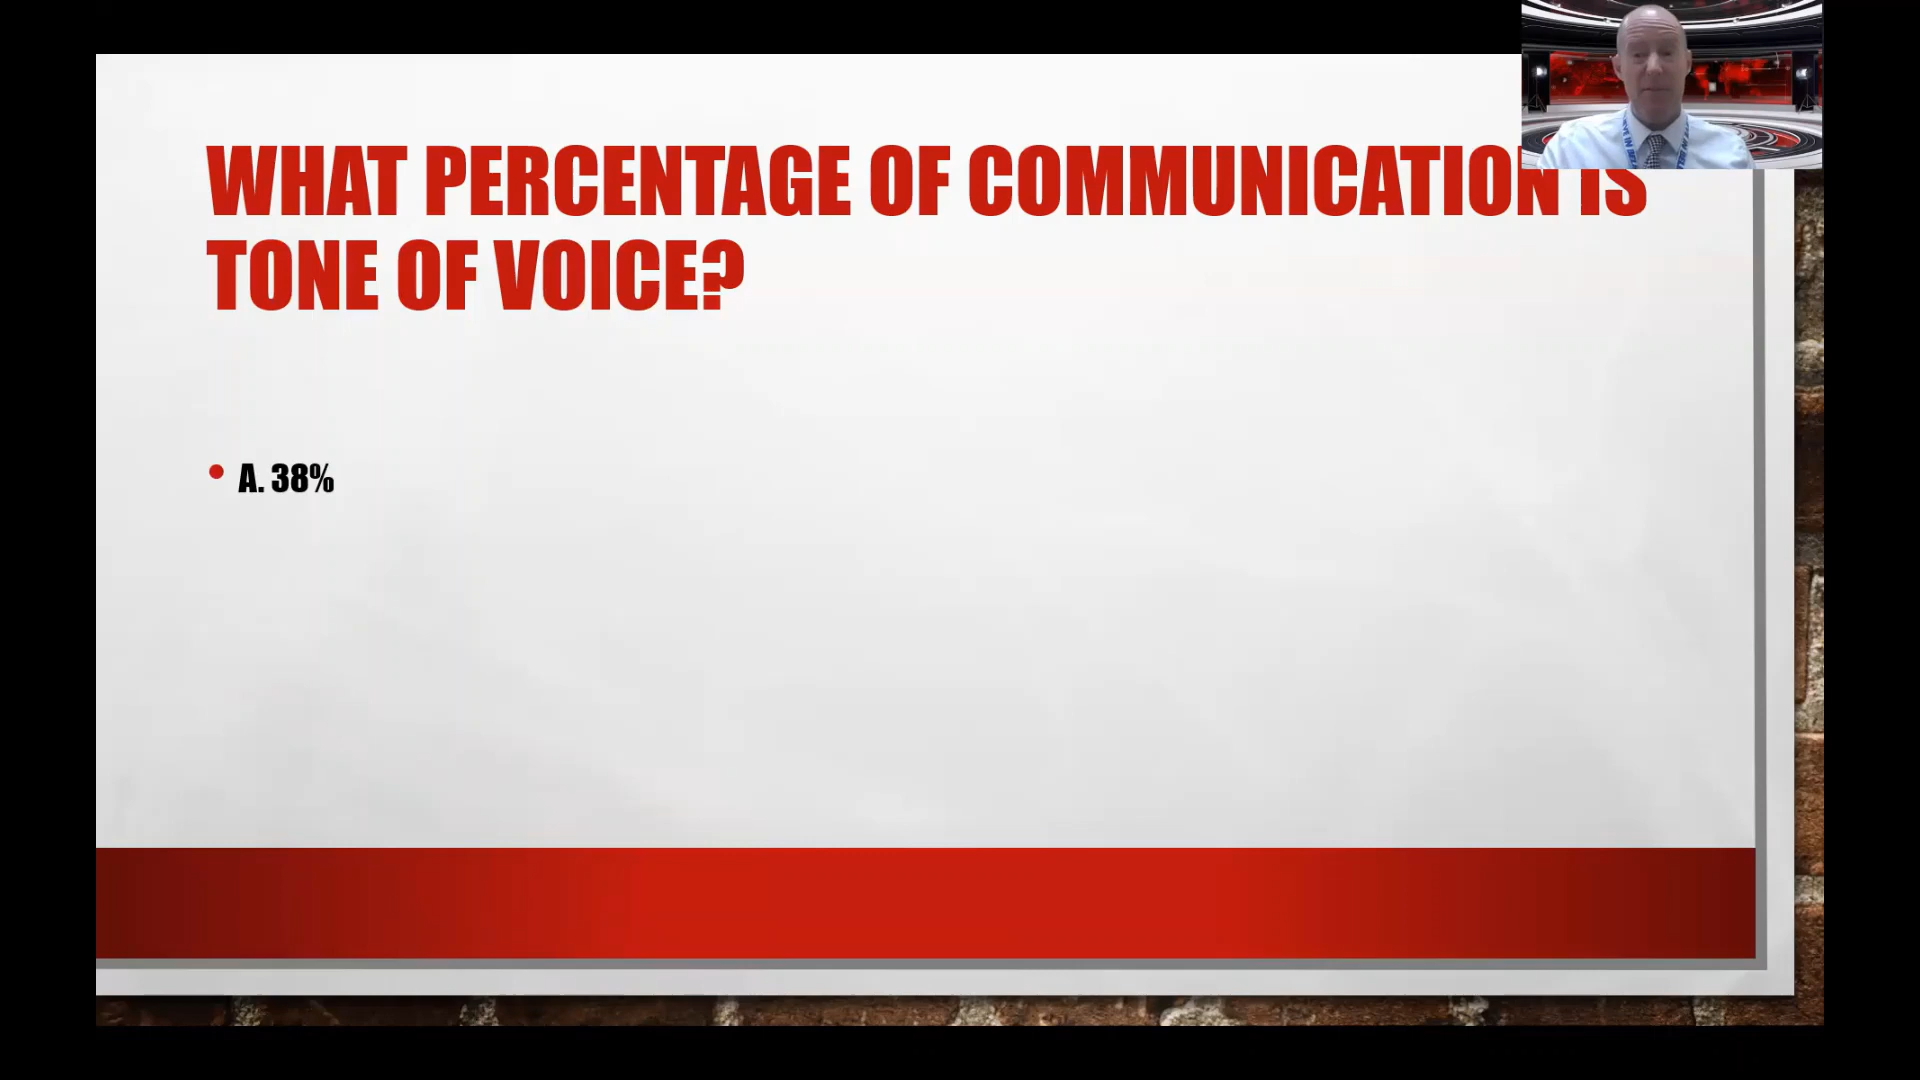 WHAT PERCENTAGE OF COMMUNICATION IS
TONE OF VOICE?
A. 38%